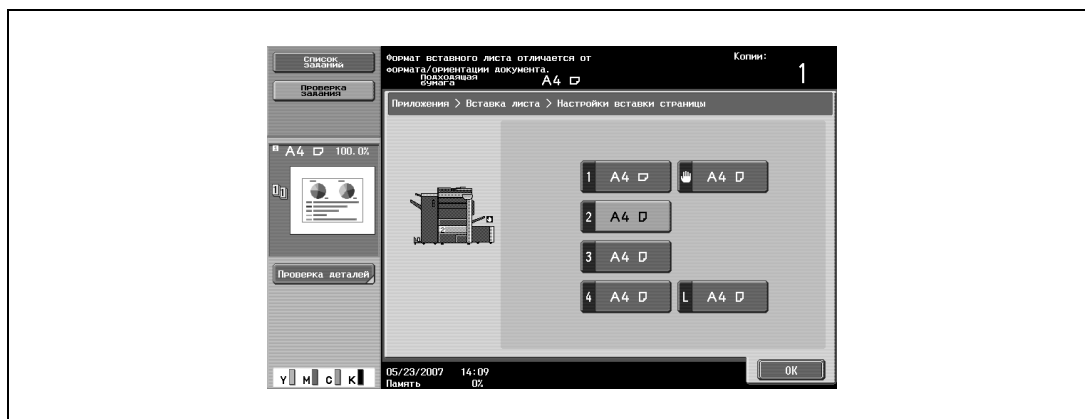 Список
заданий
Проверка
задания
A4 100.0%
Проверка деталей
Y M C K
Формат вставного листа отличается от
формата/ориентации документа.
Подходящая
бумага
A4
Копии:
1
Приложения > Вставка листа > Настройки вставки страницы
1 A4
A4
2 A4
3 A4
4 A4
L A4
2
05/23/2007 14:09
Память 0%
OK